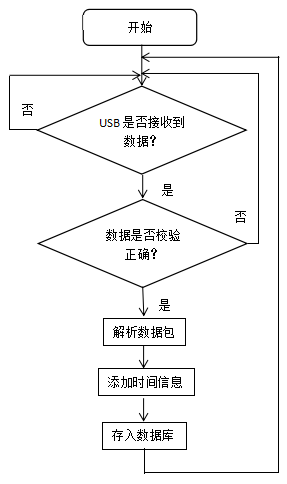 开始
否
USB是否接收到
数据?
是
数据是否校验
正确?
否
是
解析数据包
添加时间信息
存入数据库